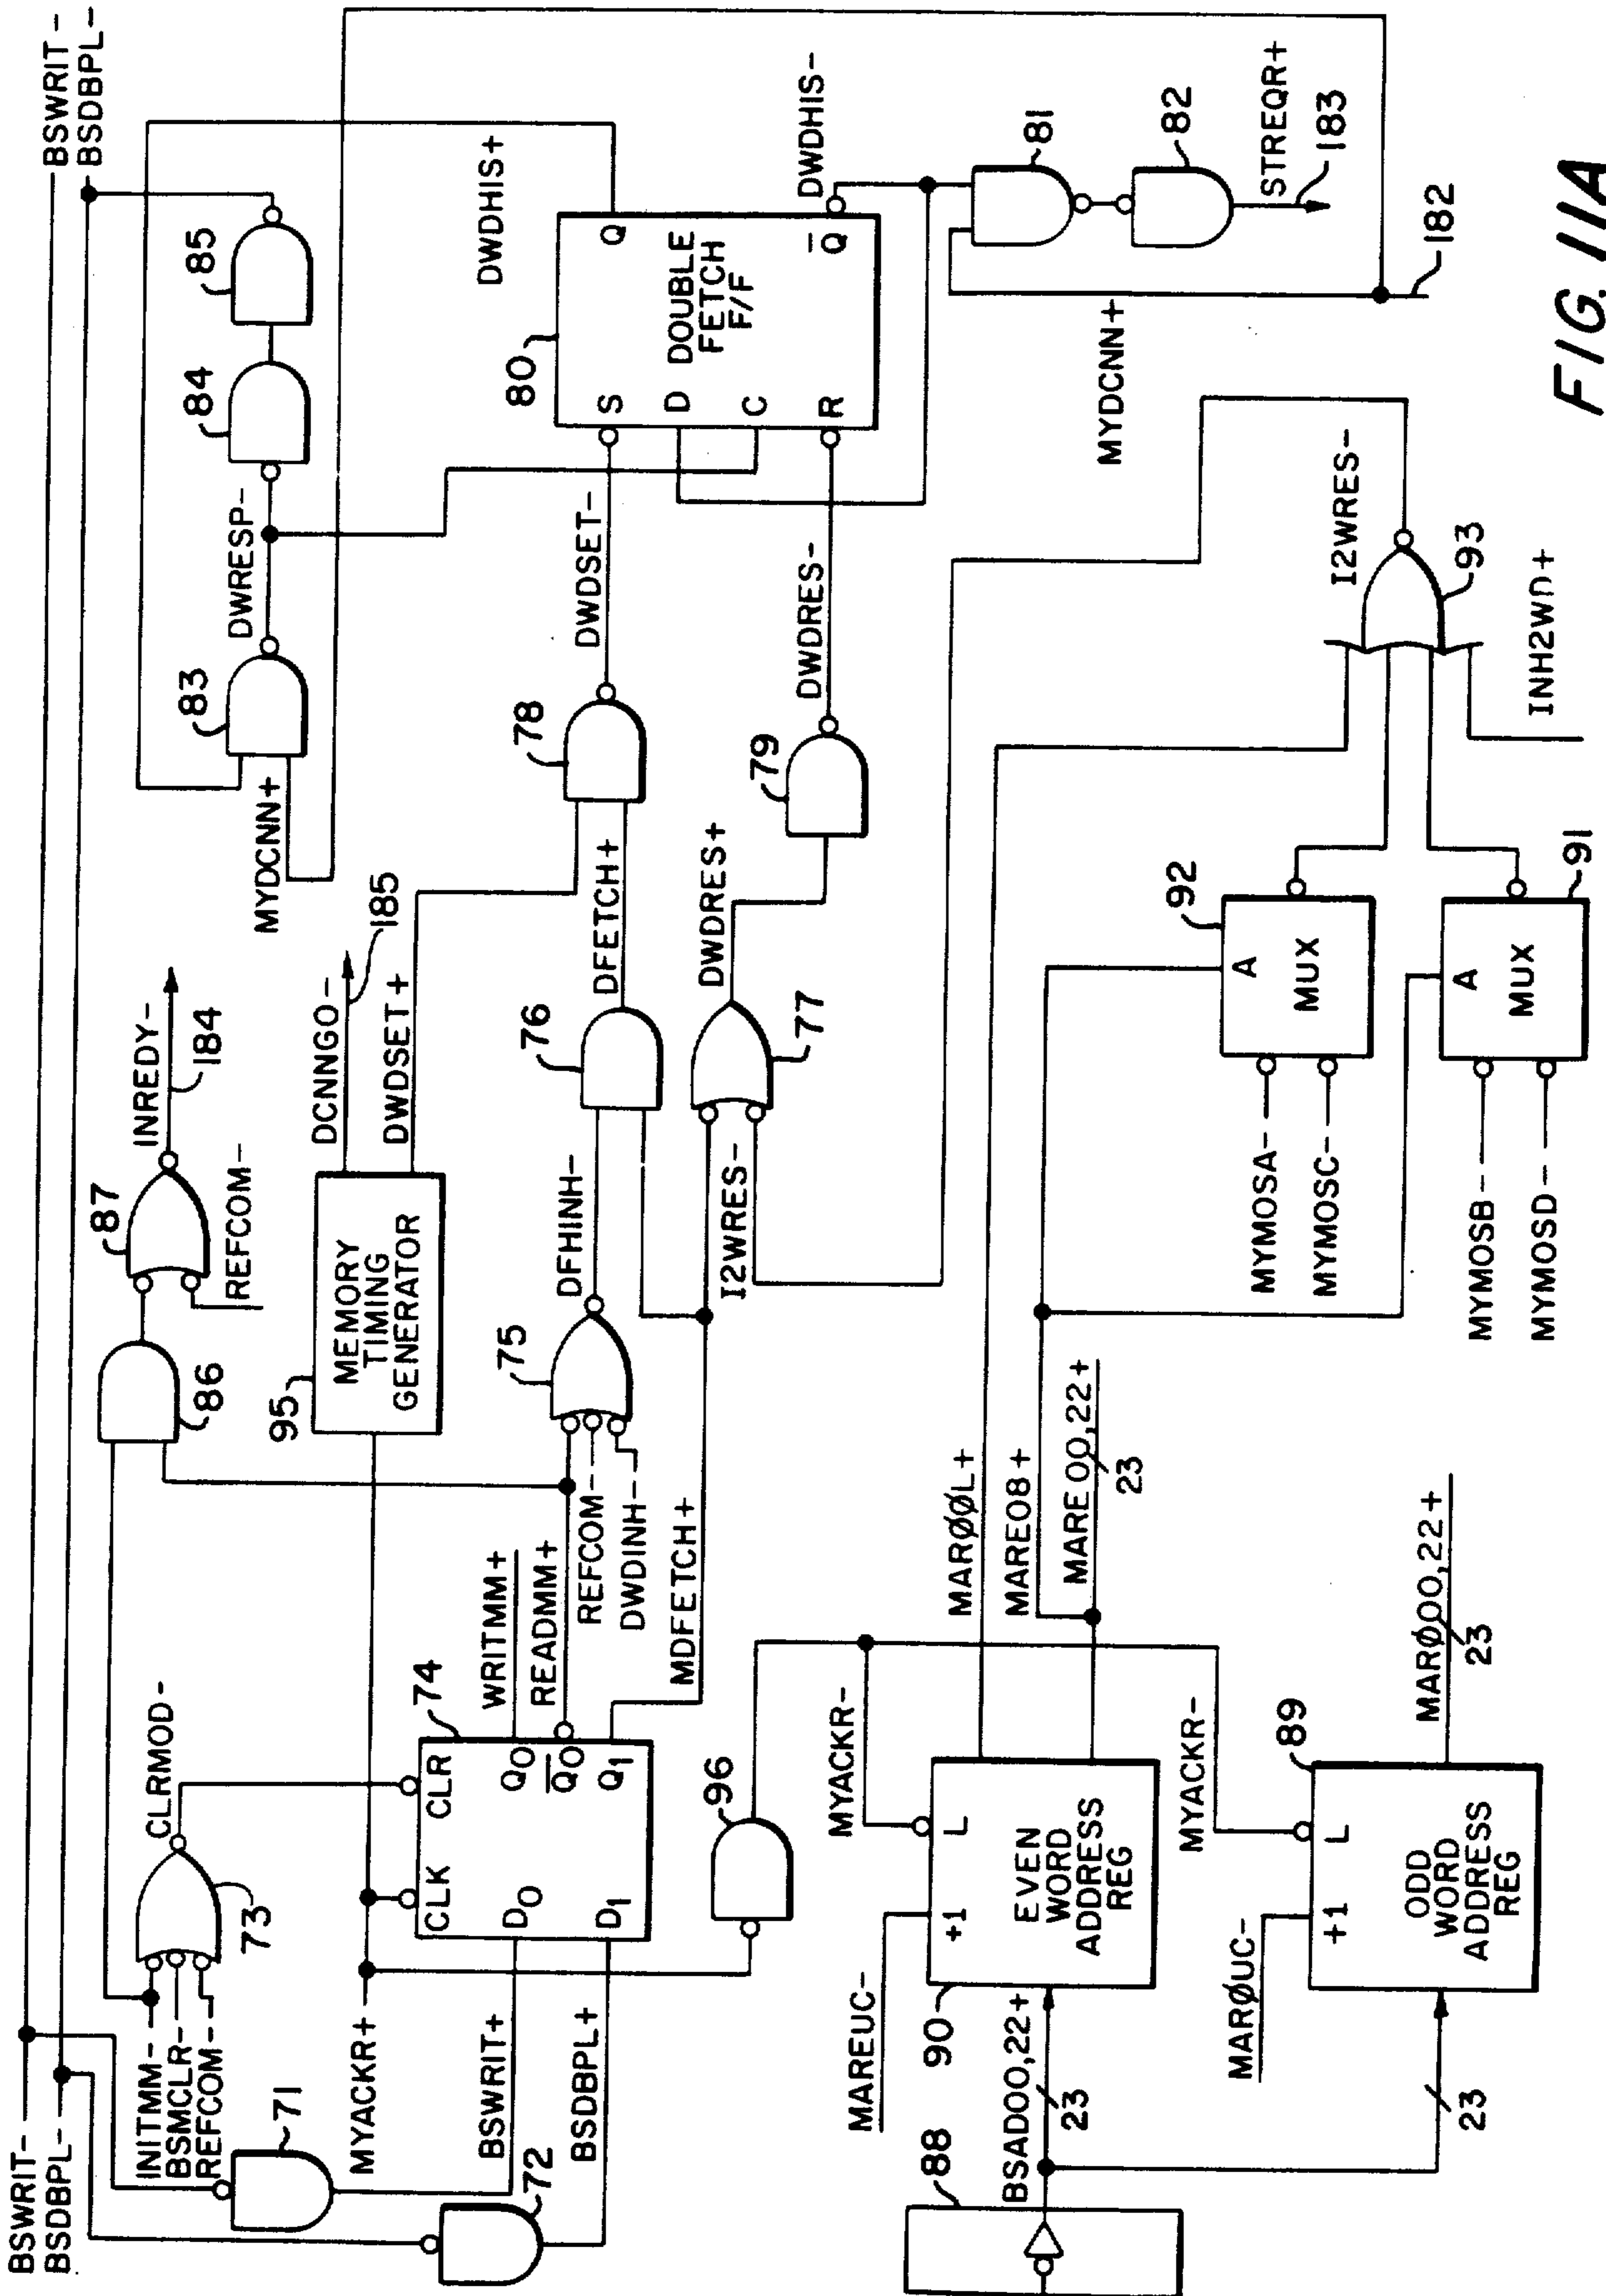 BSWRIT-
BSDBPL-
BSWRIT-
BSDBPL-
INITMM-
BSMCLR-
REFCOM-
73
CLRMOD-
71
72
86
87
INREDY-
184
REFCOM-
MYDCNN+
83
DWRESP-
84
85
MYACKR+
BSWRIT+
BSDBPL+
74
CLK
CLR
D0
D1
Q0
Q0
Q1
WRITMM+
READMM+
REFCOM-
DWDINH-
MDFETCH+
95
MEMORY
TIMING
GENERATOR
DCNNGO-
185
DWDSET+
75
DFHINH-
76
DFETCH+
77
I2WRES-
DWDRES+
78
DWDSET-
79
DWDRES-
80
S
D
C
R
DOUBLE
FETCH
F/F
Q
Q
DWDHIS+
DWDHIS-
81
82
STREQR+
183
182
MYDCNN+
96
MYACKR-
MYACKR-
88
BSAD00,22+
23
23
MAREUC-
90
+1
L
EVEN
WORD
ADDRESS
REG
MARØUC-
89
+1
L
ODD
WORD
ADDRESS
REG
MARØØL+
MARE08+
MARE00,22+
23
MARØ00,22+
23
MYMOSA-
MYMOSC-
92
A
MUX
MYMOSB-
MYMOSD-
91
A
MUX
I2WRES-
93
INH2WD+
FIG. 11A